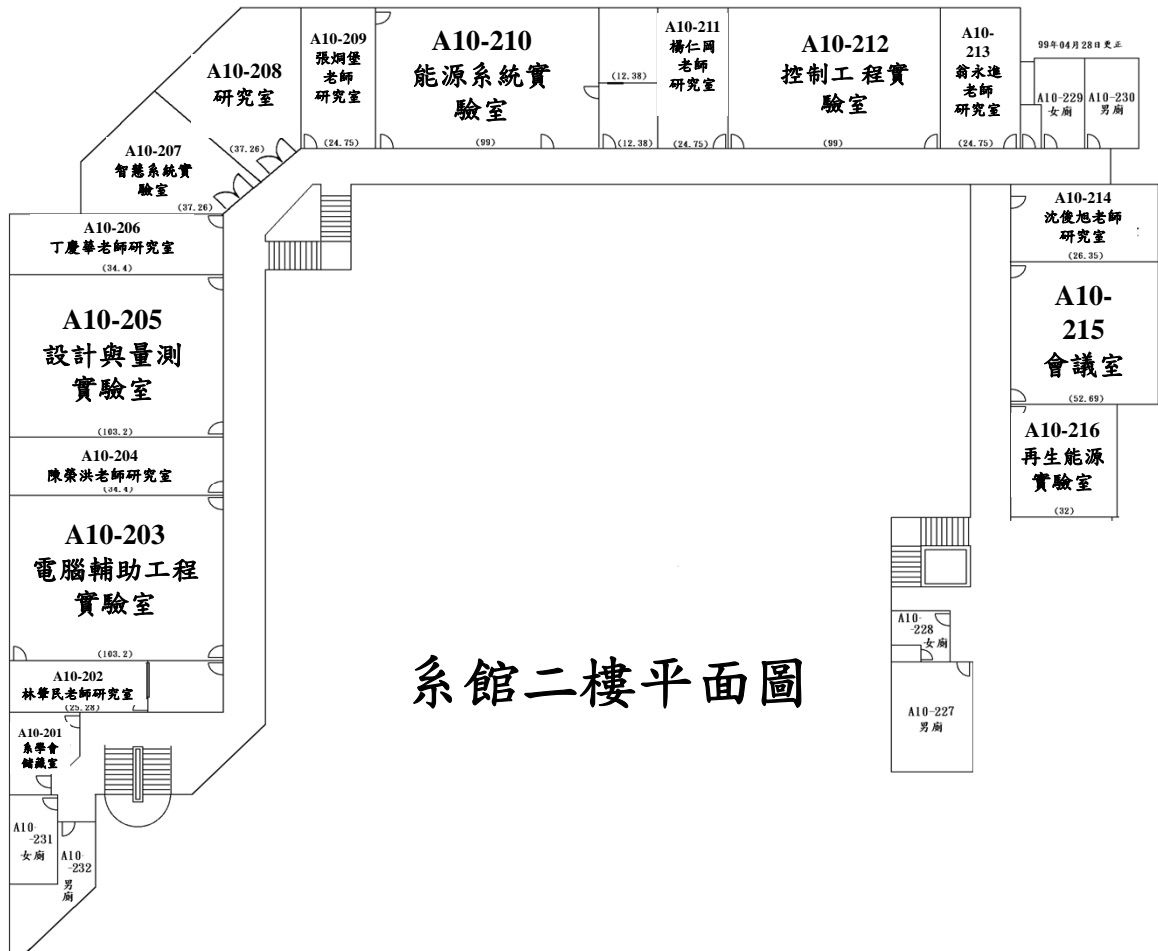 A10-208
研究室
(37.26)
A10-209
張烱堡
老師
研究室
(24.75)
A10-210
能源系統實
驗室
(99)
(12.38)
(12.38)
A10-211
楊仁岡
老師
研究室
(24.75)
A10-212
控制工程實
驗室
(99)
A10-
213
翁永進
老師
研究室
(24.75)
99年04月28日更正
A10-229
女廁
A10-230
男廁
A10-207
智慧系統實
驗室
(37.26)
A10-206
丁慶華老師研究室
(34.4)
A10-205
設計與量測
實驗室
(103.2)
A10-204
陳榮洪老師研究室
(34.4)
A10-203
電腦輔助工程
實驗室
(103.2)
A10-202
林肇民老師研究室
(25.28)
A10-201
系學會
儲藏室
A10-
-231
女廁
A10-
-232
男廁
A10-214
沈俊旭老師
研究室
(26.35)
A10-
215
會議室
(52.69)
A10-216
再生能源
實驗室
(32)
A10-
-228
女廁
A10-227
男廁
系館二樓平面圖